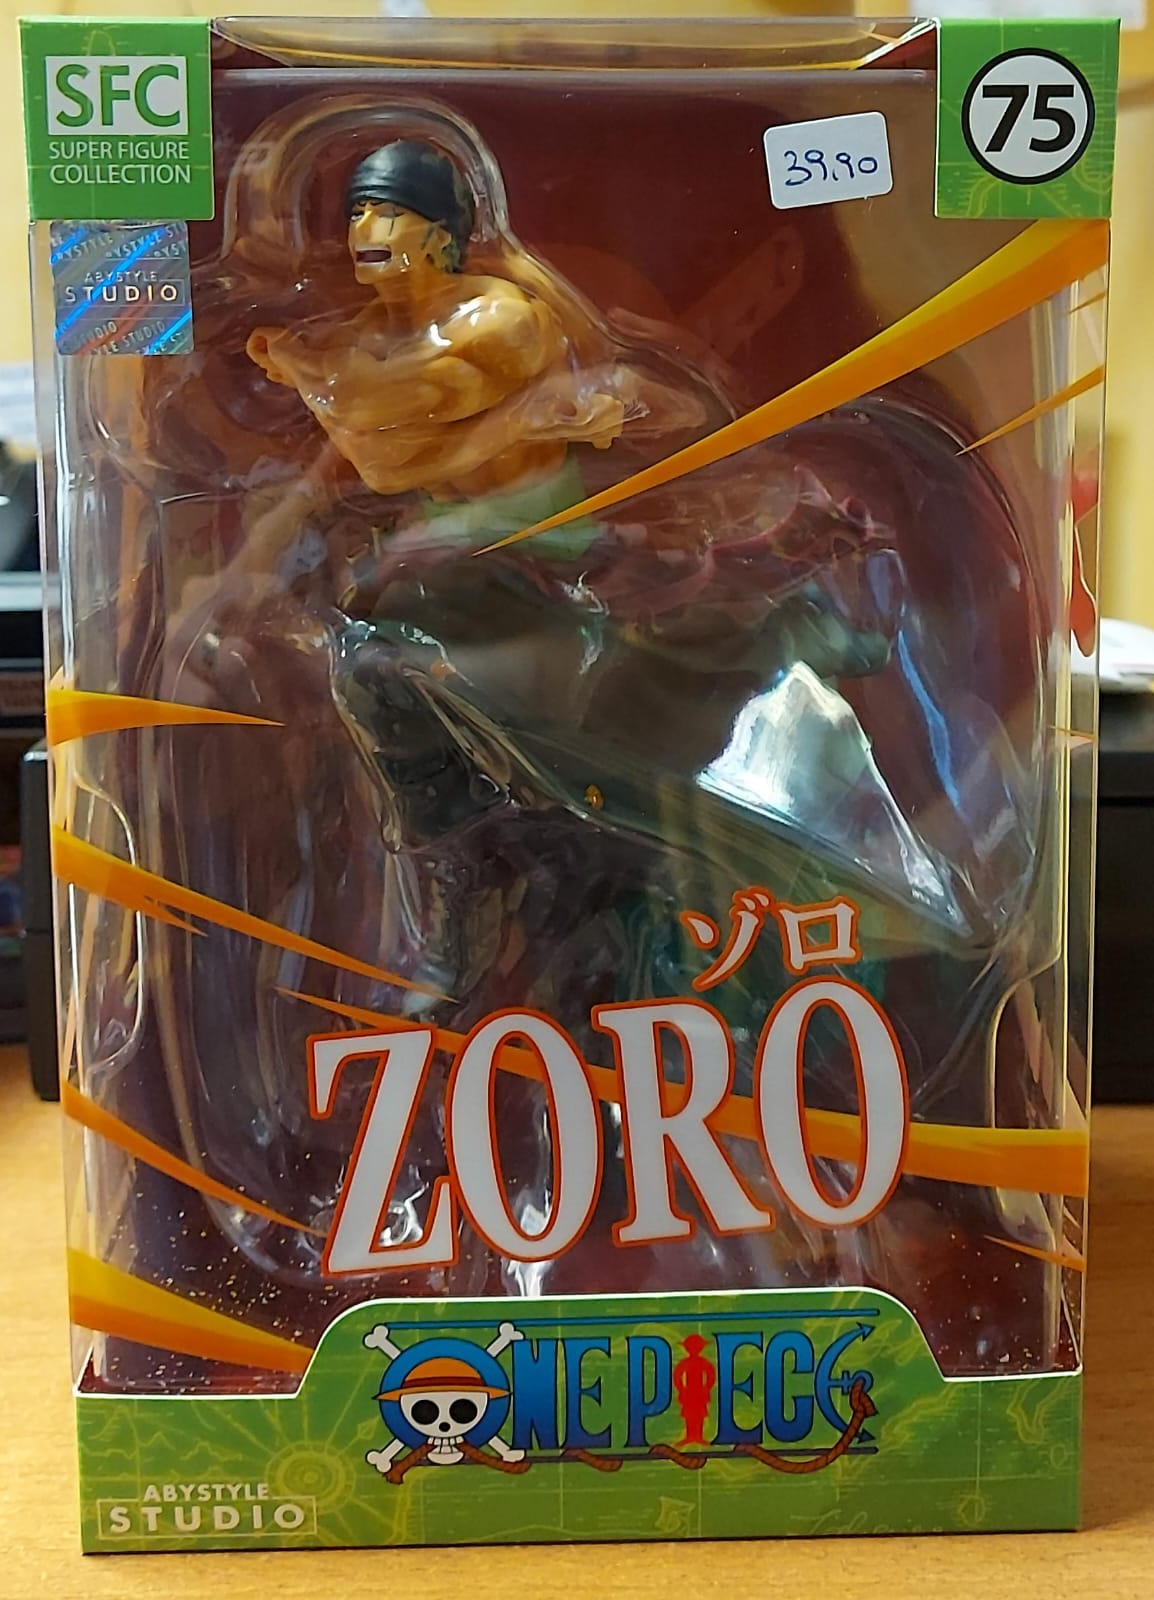 SFC
SUPER FIGURE
COLLECTION
75
39.90
ABYSTYLE
STUDIO
ゾロ
ZORO
ONE PIECE
ABYSTYLE
STUDIO